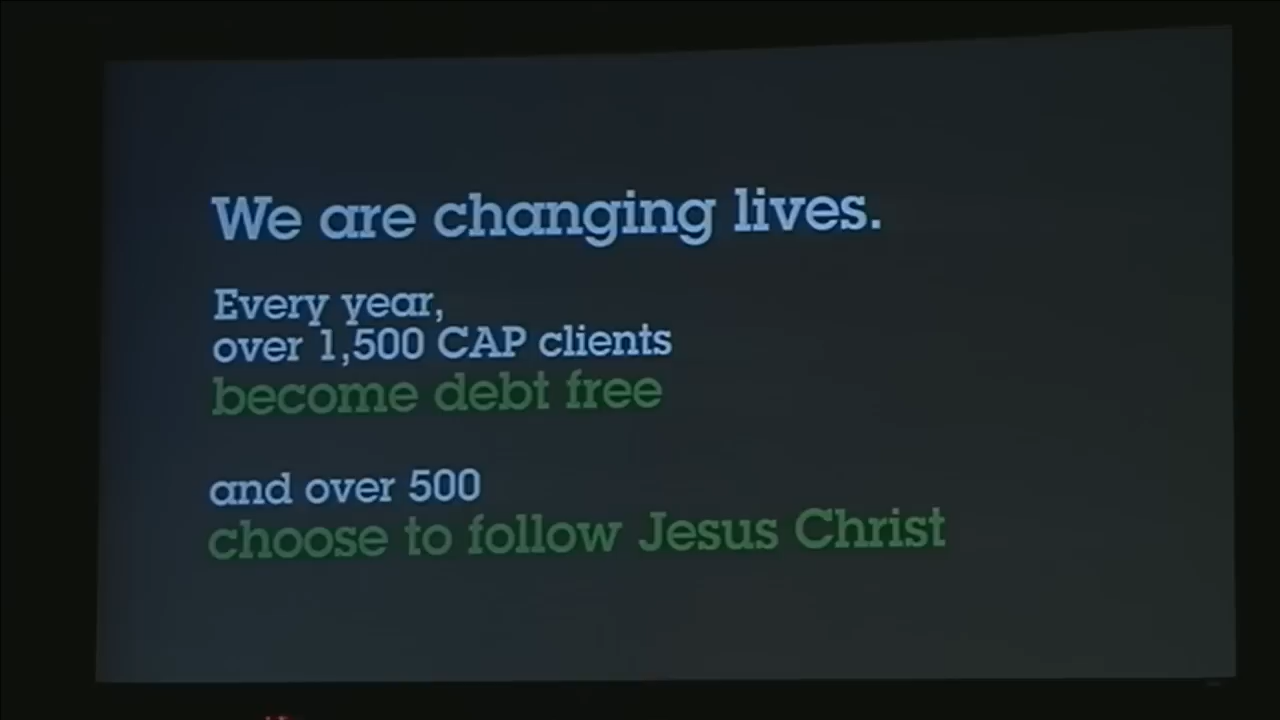 We are changing lives.
Every year,
over 1,500 CAP clients
become debt free
and over 500
choose to follow Jesus Christ